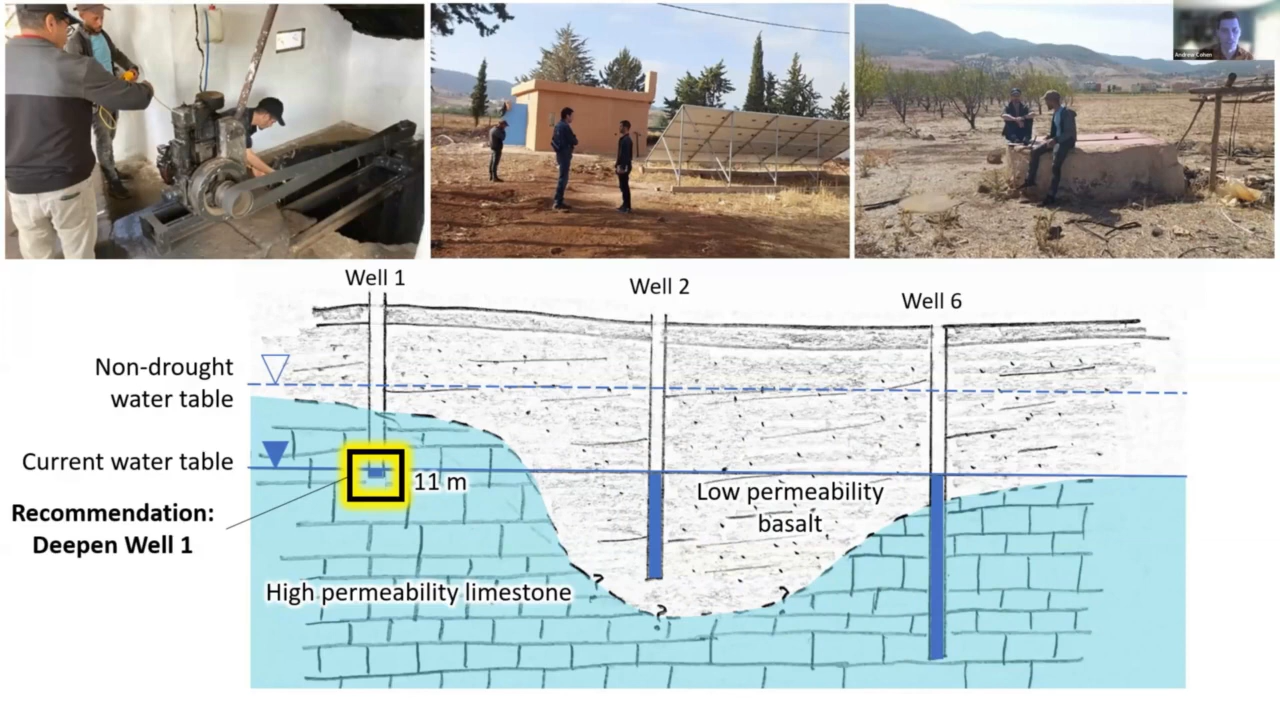 Andrew Cohen
Well 1
Well 2
Well 6
Non-drought
water table
Current water table
11 m
Recommendation:
Deepen Well 1
Low permeability
basalt
High permeability limestone
?
?
?